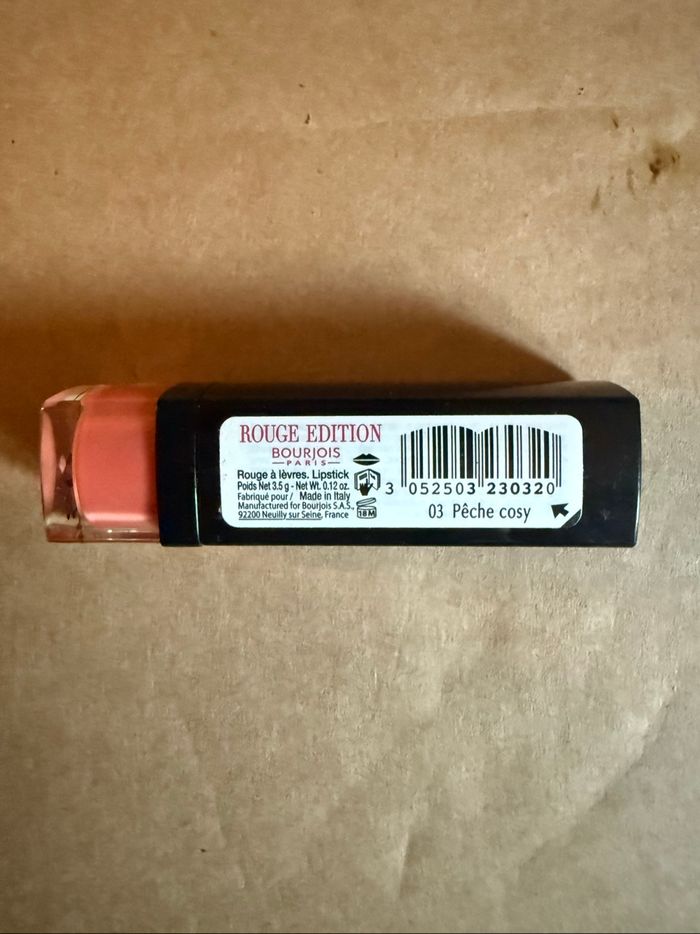 ROUGE EDITION
BOURJOIS
PARIS
Rouge à lèvres. Lipstick
Poids Net 3.5 g - Net Wt. 0.12 oz.
Fabriqué pour / Made in Italy
Manufactured for Bourjois S.A.S.,
92200 Neuilly sur Seine, France
18M
3 052503 230320
03 Pêche cosy